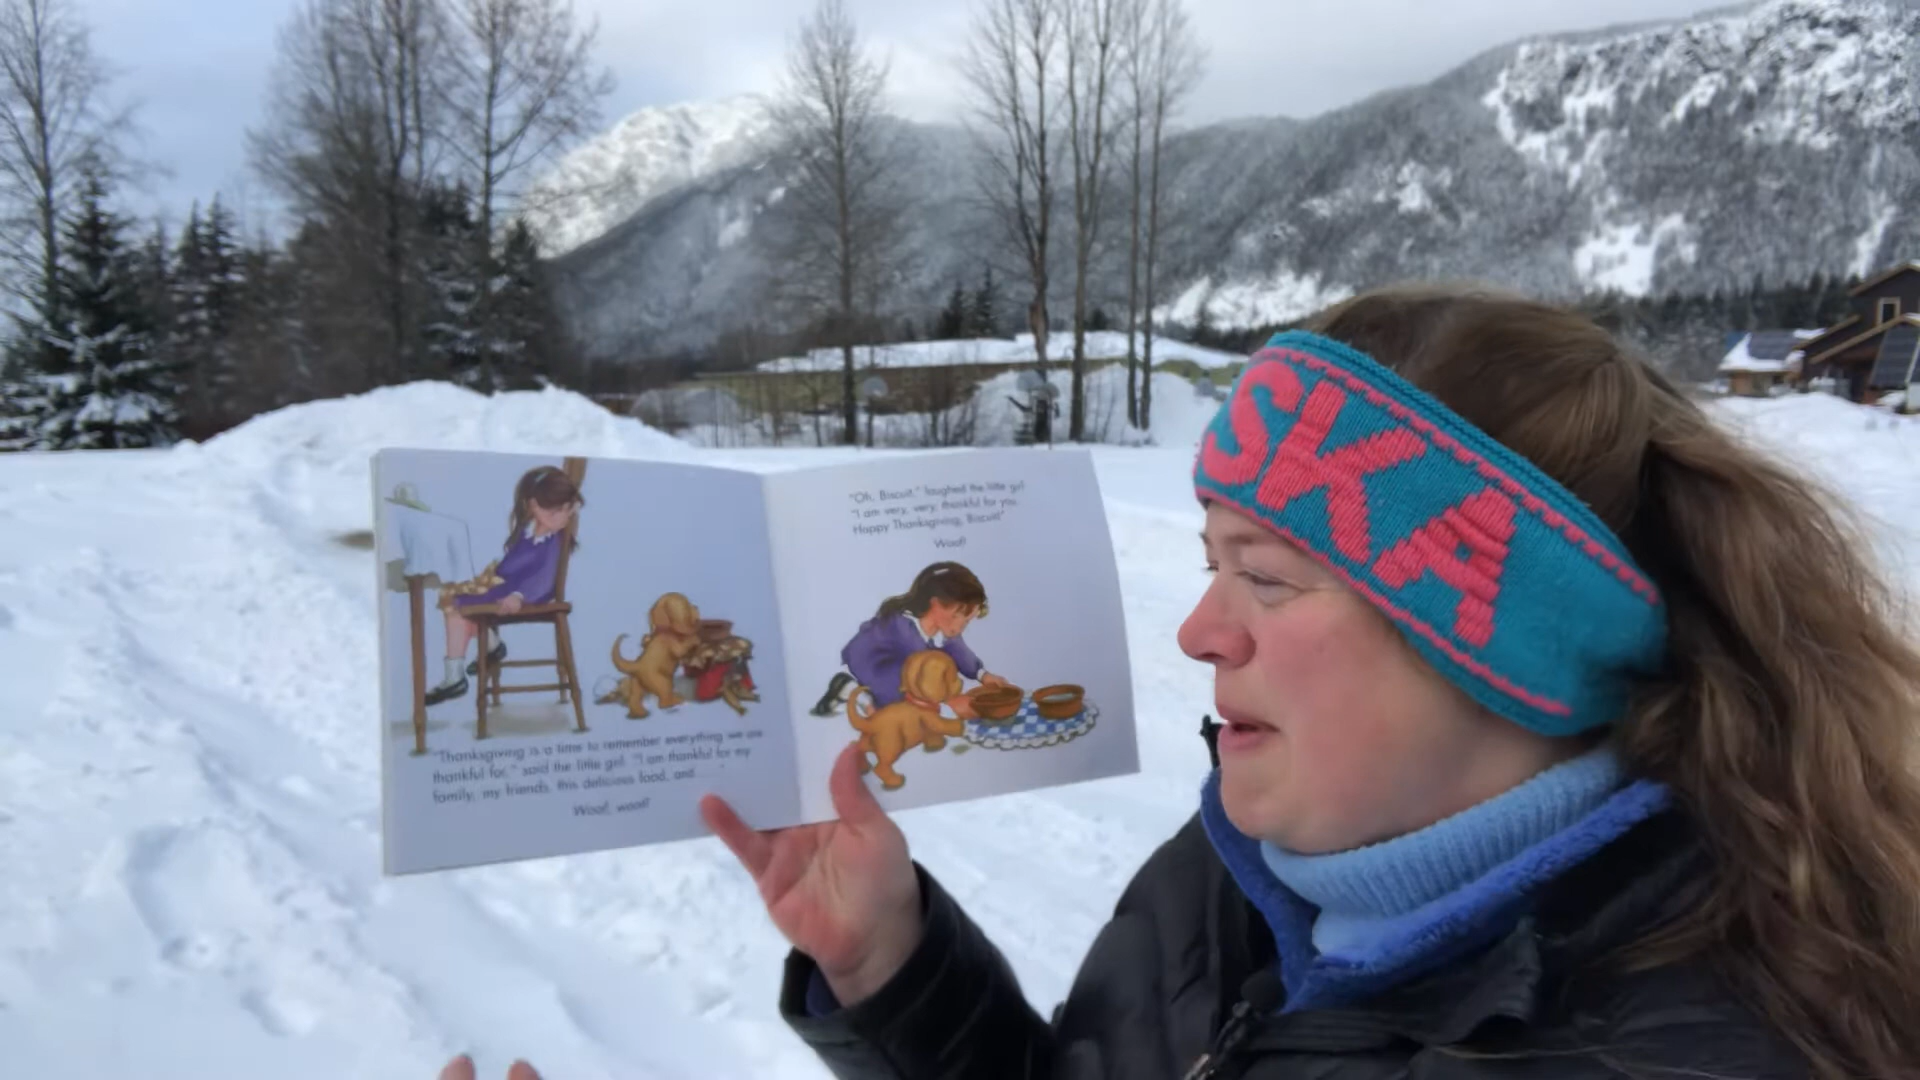 "Thanksgiving is a time to remember everything we are
thankful for," said the little girl. "I am thankful for my
family, my friends, this delicious food, and . . . ."
Woof, woof!
"Oh, Biscuit," laughed the little girl.
"I am very, very, thankful for you.
Happy Thanksgiving, Biscuit!"
Woof!
SKA